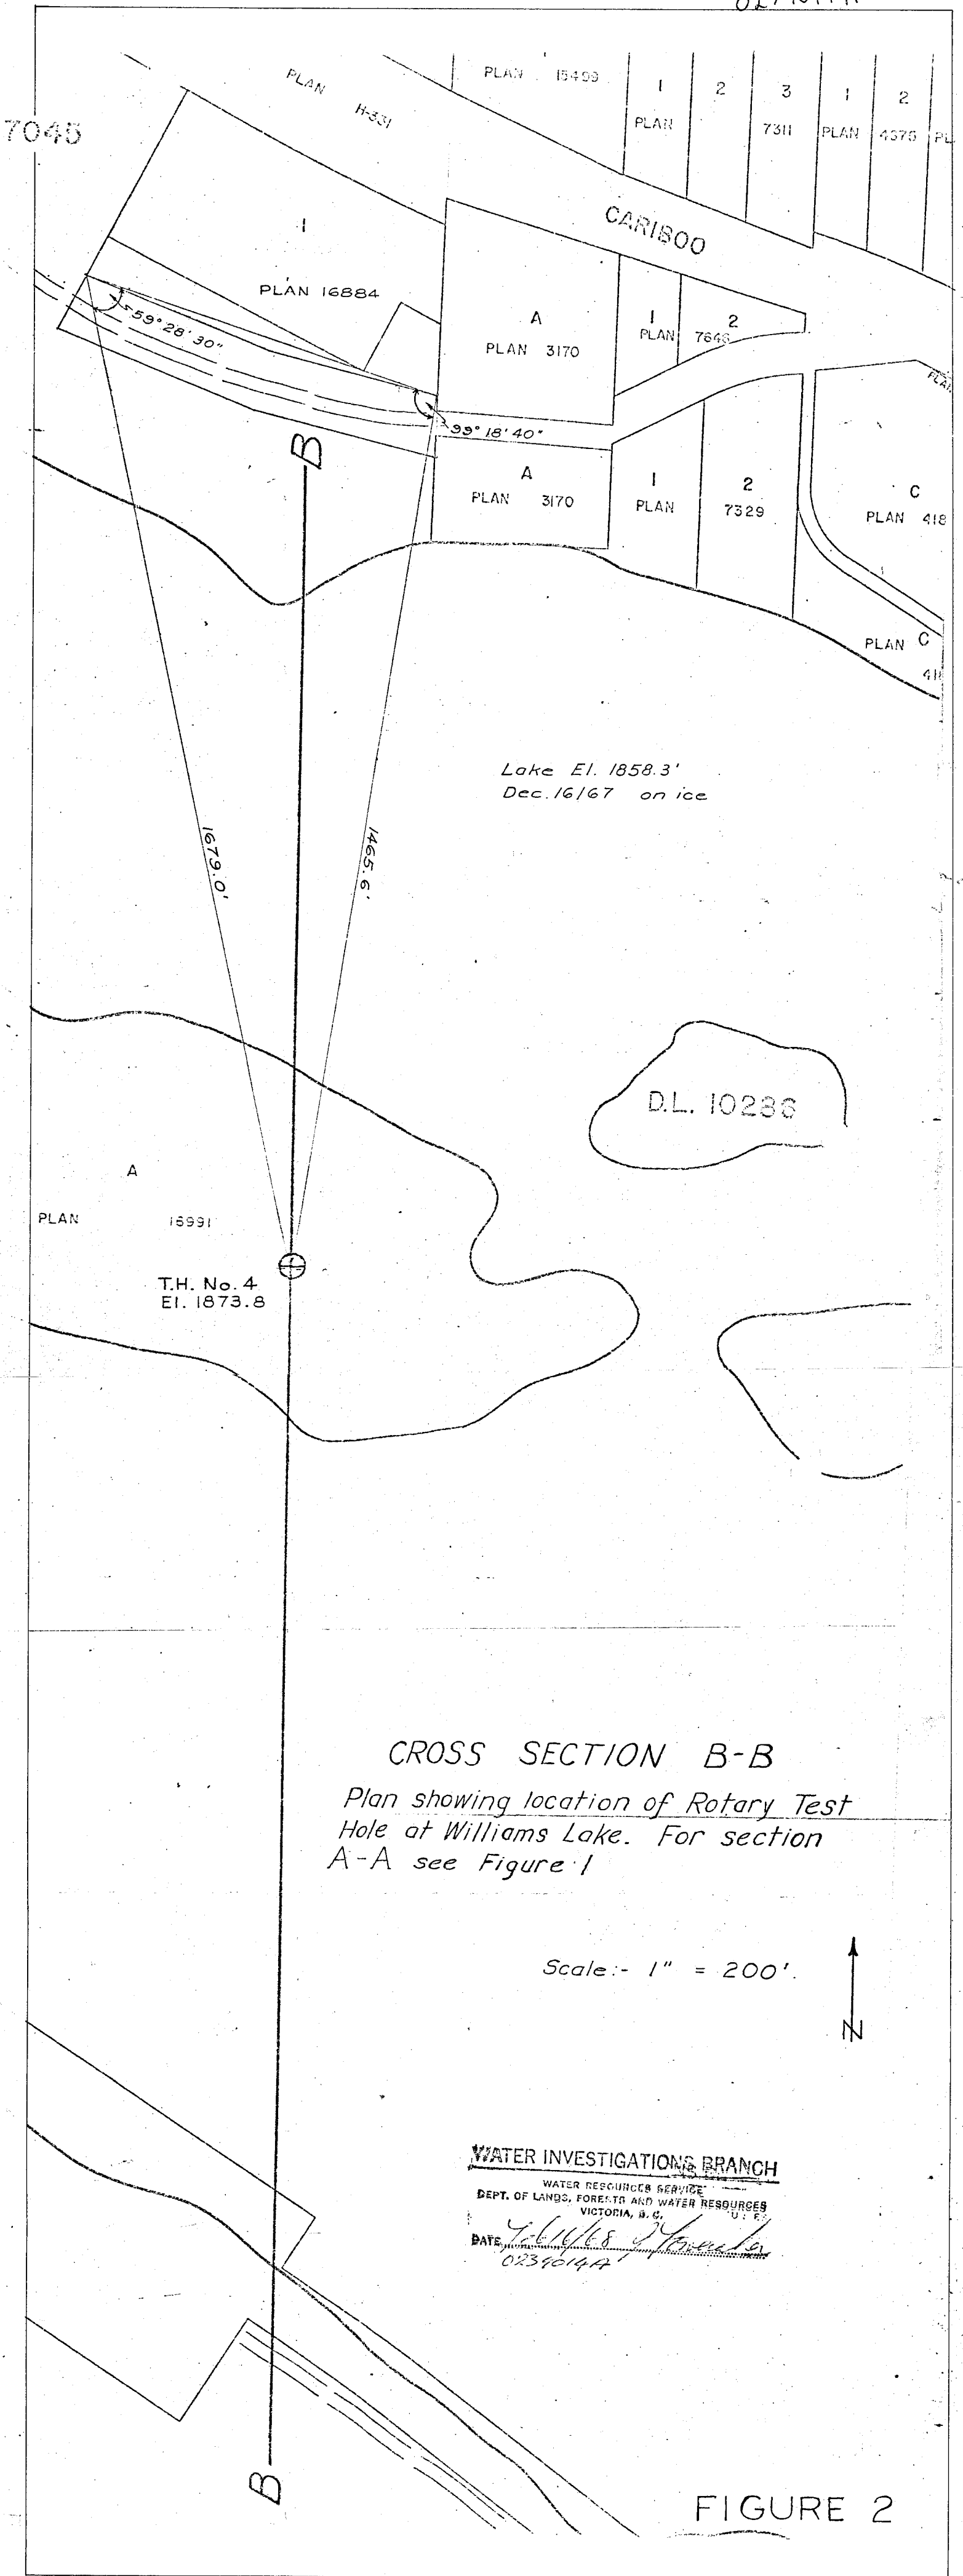 7045
PLAN H-331
PLAN 15499
1
PLAN
2
3
7311
1
PLAN
2
4375
PL
CARIBOO
1
PLAN 16884
59° 28' 30"
99° 18' 40"
A
PLAN 3170
1
PLAN
2
7646
A
PLAN 3170
1
PLAN
2
7329
C
PLAN 418
PLAN C
B
Lake El. 1858.3'
Dec. 16/67 on ice
1679.0'
1465.6'
D.L. 10286
A
PLAN 15991
T.H. No. 4
El. 1873.8
CROSS SECTION B-B
Plan showing location of Rotary Test
Hole at Williams Lake. For section
A-A see Figure 1
Scale:- 1" = 200'.
N
WATER INVESTIGATIONS BRANCH
WATER RESOURCES SERVICE
DEPT. OF LANDS, FORESTS AND WATER RESOURCES
VICTORIA, B.C.
DATE
B
FIGURE 2